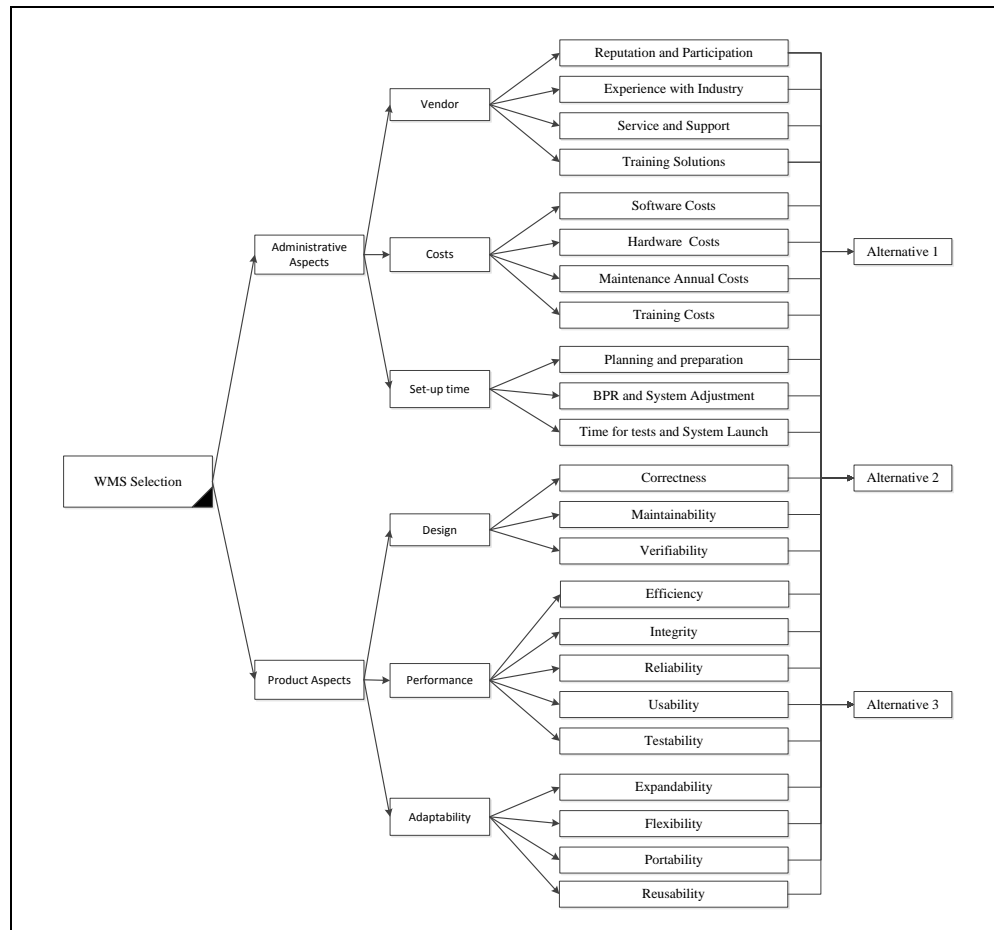 Reputation and Participation
Experience with Industry
Vendor
Service and Support
Training Solutions
Software Costs
Administrative
Aspects
Costs
Hardware Costs
Alternative 1
Maintenance Annual Costs
Training Costs
Planning and preparation
Set-up time
BPR and System Adjustment
Time for tests and System Launch
WMS Selection
Correctness
Alternative 2
Design
Maintainability
Verifiability
Efficiency
Integrity
Product Aspects
Performance
Reliability
Usability
Alternative 3
Testability
Expandability
Adaptability
Flexibility
Portability
Reusability